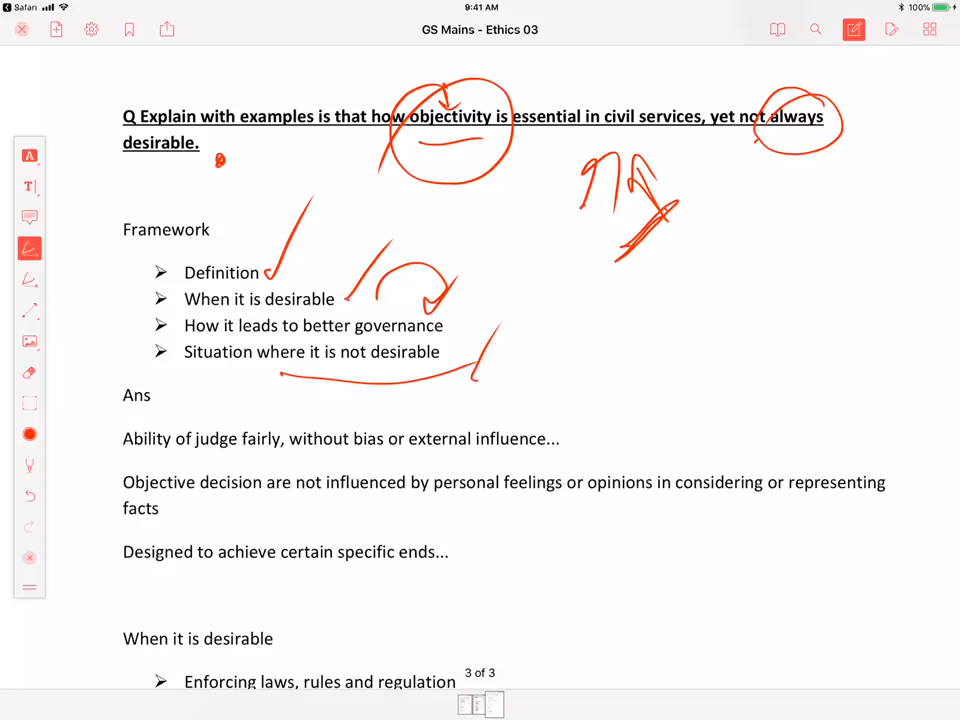 Safari
9:41 AM
100%
GS Mains - Ethics 03
Q Explain with examples is that how objectivity is essential in civil services, yet not always
desirable.
Framework
➢ Definition
➢ When it is desirable
➢ How it leads to better governance
➢ Situation where it is not desirable
Ans
Ability of judge fairly, without bias or external influence...
Objective decision are not influenced by personal feelings or opinions in considering or representing
facts
Designed to achieve certain specific ends...
When it is desirable
➢ Enforcing laws, rules and regulation
3 of 3
A
T